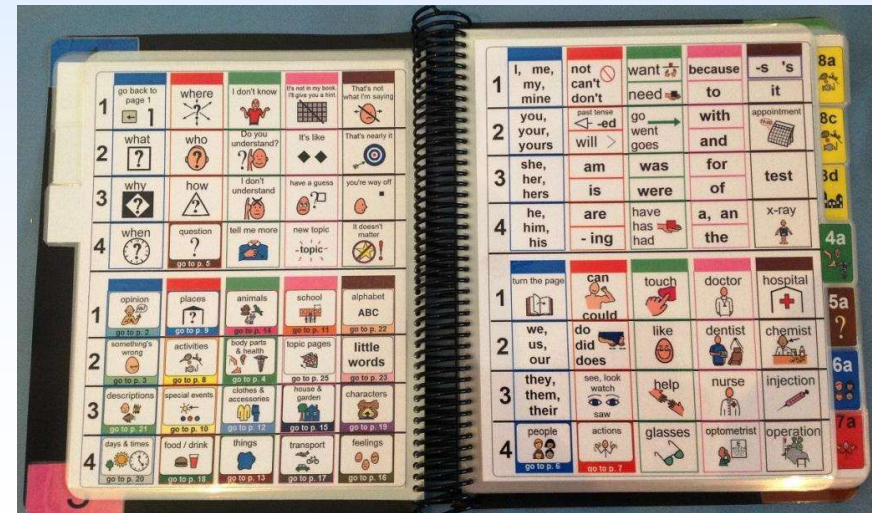 go back to
page 1
1
where
I don't know
It's not in my book.
I'll give you a hint.
That's not
what I'm saying
1
what
?
who
?
Do you
understand?
?
It's like
That's nearly it
2
why
?
how
?
I don't
understand
have a guess
?
you're way off
3
when
?
question
?
go to p. 5
tell me more
new topic
-topic-
It doesn't
matter
!
4
opinion
go to p. 2
places
?
go to p. 9
animals
go to p. 14
school
go to p. 11
alphabet
ABC
go to p. 22
1
something's
wrong
go to p. 3
activities
go to p. 8
body parts
& health
go to p. 4
topic pages
go to p. 25
little
words
go to p. 23
2
descriptions
go to p. 21
special events
go to p. 10
clothes &
accessories
go to p. 12
house &
garden
go to p. 15
characters
go to p. 19
3
days & times
go to p. 20
food / drink
go to p. 18
things
go to p. 13
transport
go to p. 17
feelings
go to p. 16
4
I, me,
my,
mine
not
can't
don't
want
need
because
to
-s 's
it
1
you,
your,
yours
past tense
-ed
will
go
went
goes
with
and
appointment
2
she,
her,
hers
am
is
was
were
for
of
test
3
he,
him,
his
are
- ing
have
has
had
a, an
the
x-ray
4
turn the page
can
could
touch
doctor
hospital
1
we,
us,
our
do
did
does
like
dentist
chemist
2
they,
them,
their
see, look
watch
saw
help
nurse
injection
3
people
go to p. 6
actions
go to p. 7
glasses
optometrist
operation
4
8a
8c
8d
4a
5a
?
6a
7a